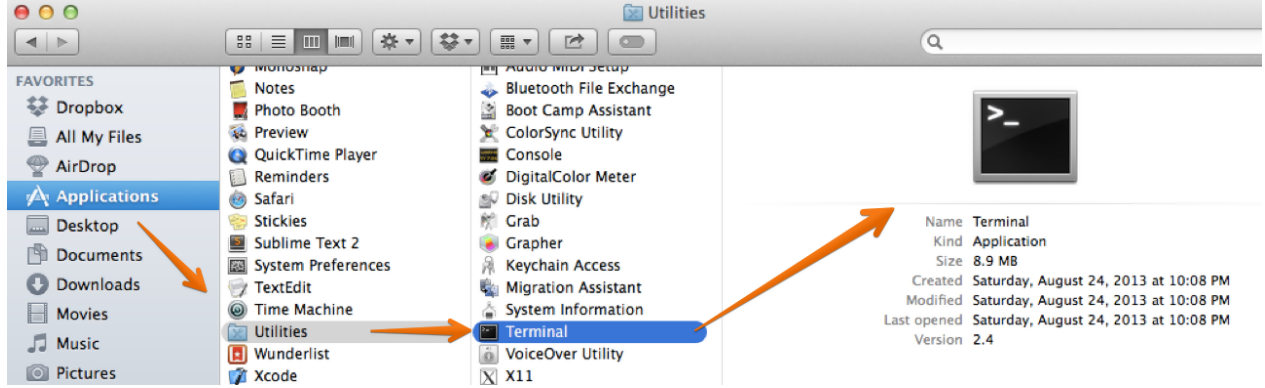 Utilities
FAVORITES
Dropbox
All My Files
AirDrop
Applications
Desktop
Documents
Downloads
Movies
Music
Pictures
Monosnap
Notes
Photo Booth
Preview
QuickTime Player
Reminders
Safari
Stickies
Sublime Text 2
System Preferences
TextEdit
Time Machine
Utilities
Wunderlist
Xcode
Audio MIDI Setup
Bluetooth File Exchange
Boot Camp Assistant
ColorSync Utility
Console
DigitalColor Meter
Disk Utility
Grab
Grapher
Keychain Access
Migration Assistant
System Information
Terminal
VoiceOver Utility
X11
>_
Name Terminal
Kind Application
Size 8.9 MB
Created Saturday, August 24, 2013 at 10:08 PM
Modified Saturday, August 24, 2013 at 10:08 PM
Last opened Saturday, August 24, 2013 at 10:08 PM
Version 2.4